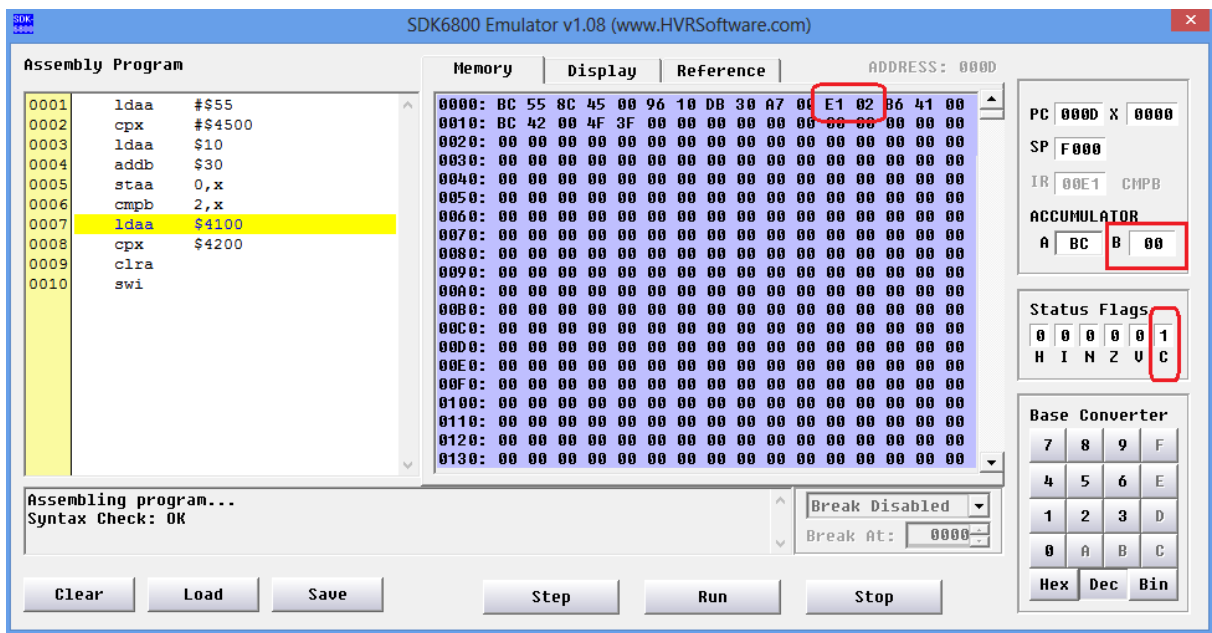 SDK-
6800
SDK6800 Emulator v1.08 (www.HVRSoftware.com)
Assembly Program
0001 ldaa #$55
0002 cpx #$4500
0003 ldaa $10
0004 addb $30
0005 staa 0,x
0006 cmpb 2,x
0007 ldaa $4100
0008 cpx $4200
0009 clra
0010 swi
Memory Display Reference ADDRESS: 000D
0000: BC 55 8C 45 00 96 10 DB 30 A7 00 E1 02 B6 41 00
0010: BC 42 00 4F 3F 00 00 00 00 00 00 00 00 00 00 00
0020: 00 00 00 00 00 00 00 00 00 00 00 00 00 00 00 00
0030: 00 00 00 00 00 00 00 00 00 00 00 00 00 00 00 00
0040: 00 00 00 00 00 00 00 00 00 00 00 00 00 00 00 00
0050: 00 00 00 00 00 00 00 00 00 00 00 00 00 00 00 00
0060: 00 00 00 00 00 00 00 00 00 00 00 00 00 00 00 00
0070: 00 00 00 00 00 00 00 00 00 00 00 00 00 00 00 00
0080: 00 00 00 00 00 00 00 00 00 00 00 00 00 00 00 00
0090: 00 00 00 00 00 00 00 00 00 00 00 00 00 00 00 00
00A0: 00 00 00 00 00 00 00 00 00 00 00 00 00 00 00 00
00B0: 00 00 00 00 00 00 00 00 00 00 00 00 00 00 00 00
00C0: 00 00 00 00 00 00 00 00 00 00 00 00 00 00 00 00
00D0: 00 00 00 00 00 00 00 00 00 00 00 00 00 00 00 00
00E0: 00 00 00 00 00 00 00 00 00 00 00 00 00 00 00 00
00F0: 00 00 00 00 00 00 00 00 00 00 00 00 00 00 00 00
0100: 00 00 00 00 00 00 00 00 00 00 00 00 00 00 00 00
0110: 00 00 00 00 00 00 00 00 00 00 00 00 00 00 00 00
0120: 00 00 00 00 00 00 00 00 00 00 00 00 00 00 00 00
0130: 00 00 00 00 00 00 00 00 00 00 00 00 00 00 00 00
PC 000D X 0000
SP F000
IR 00E1 CMPB
ACCUMULATOR
A BC B 00
Status Flags
0 0 0 0 0 1
H I N Z V C
Base Converter
7 8 9 F
4 5 6 E
1 2 3 D
0 A B C
Hex Dec Bin
Assembling program...
Syntax Check: OK
Break Disabled
Break At: 0000
Clear Load Save Step Run Stop